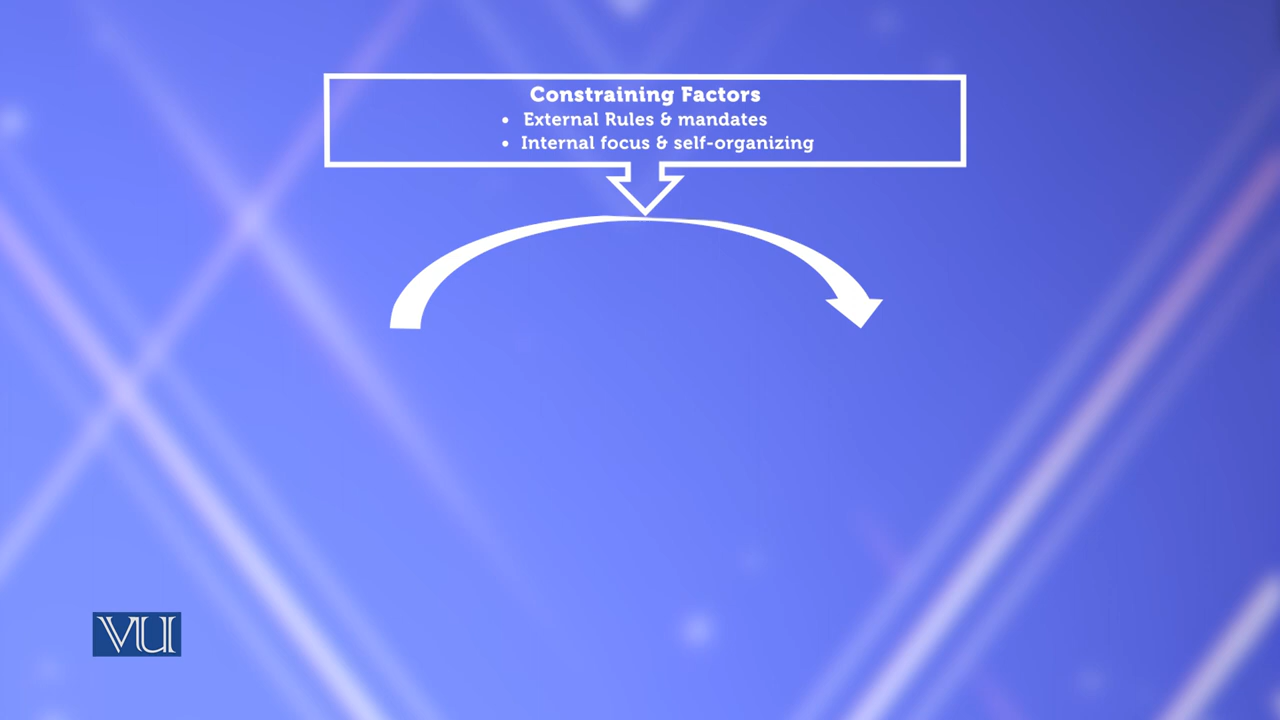 Constraining Factors
• External Rules & mandates
• Internal focus & self-organizing
VU